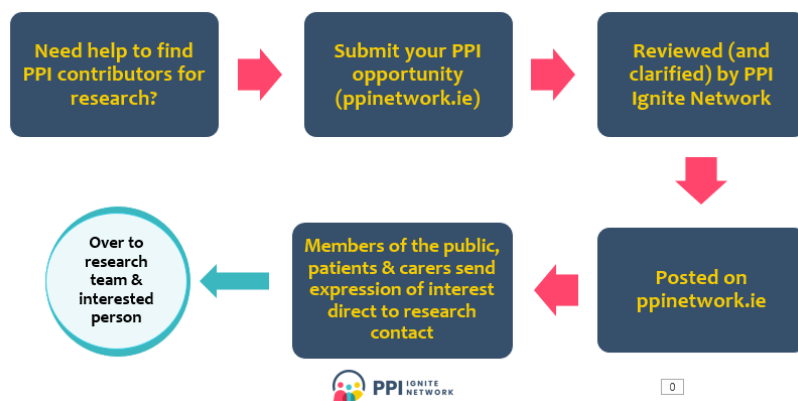 Need help to find
PPI contributors for
research?
Submit your PPI
opportunity
(ppinetwork.ie)
Reviewed (and
clarified) by PPI
Ignite Network
Posted on
ppinetwork.ie
Members of the public,
patients & carers send
expression of interest
direct to research
contact
Over to
research
team &
interested
person
PPI IGNITE
NETWORK
0